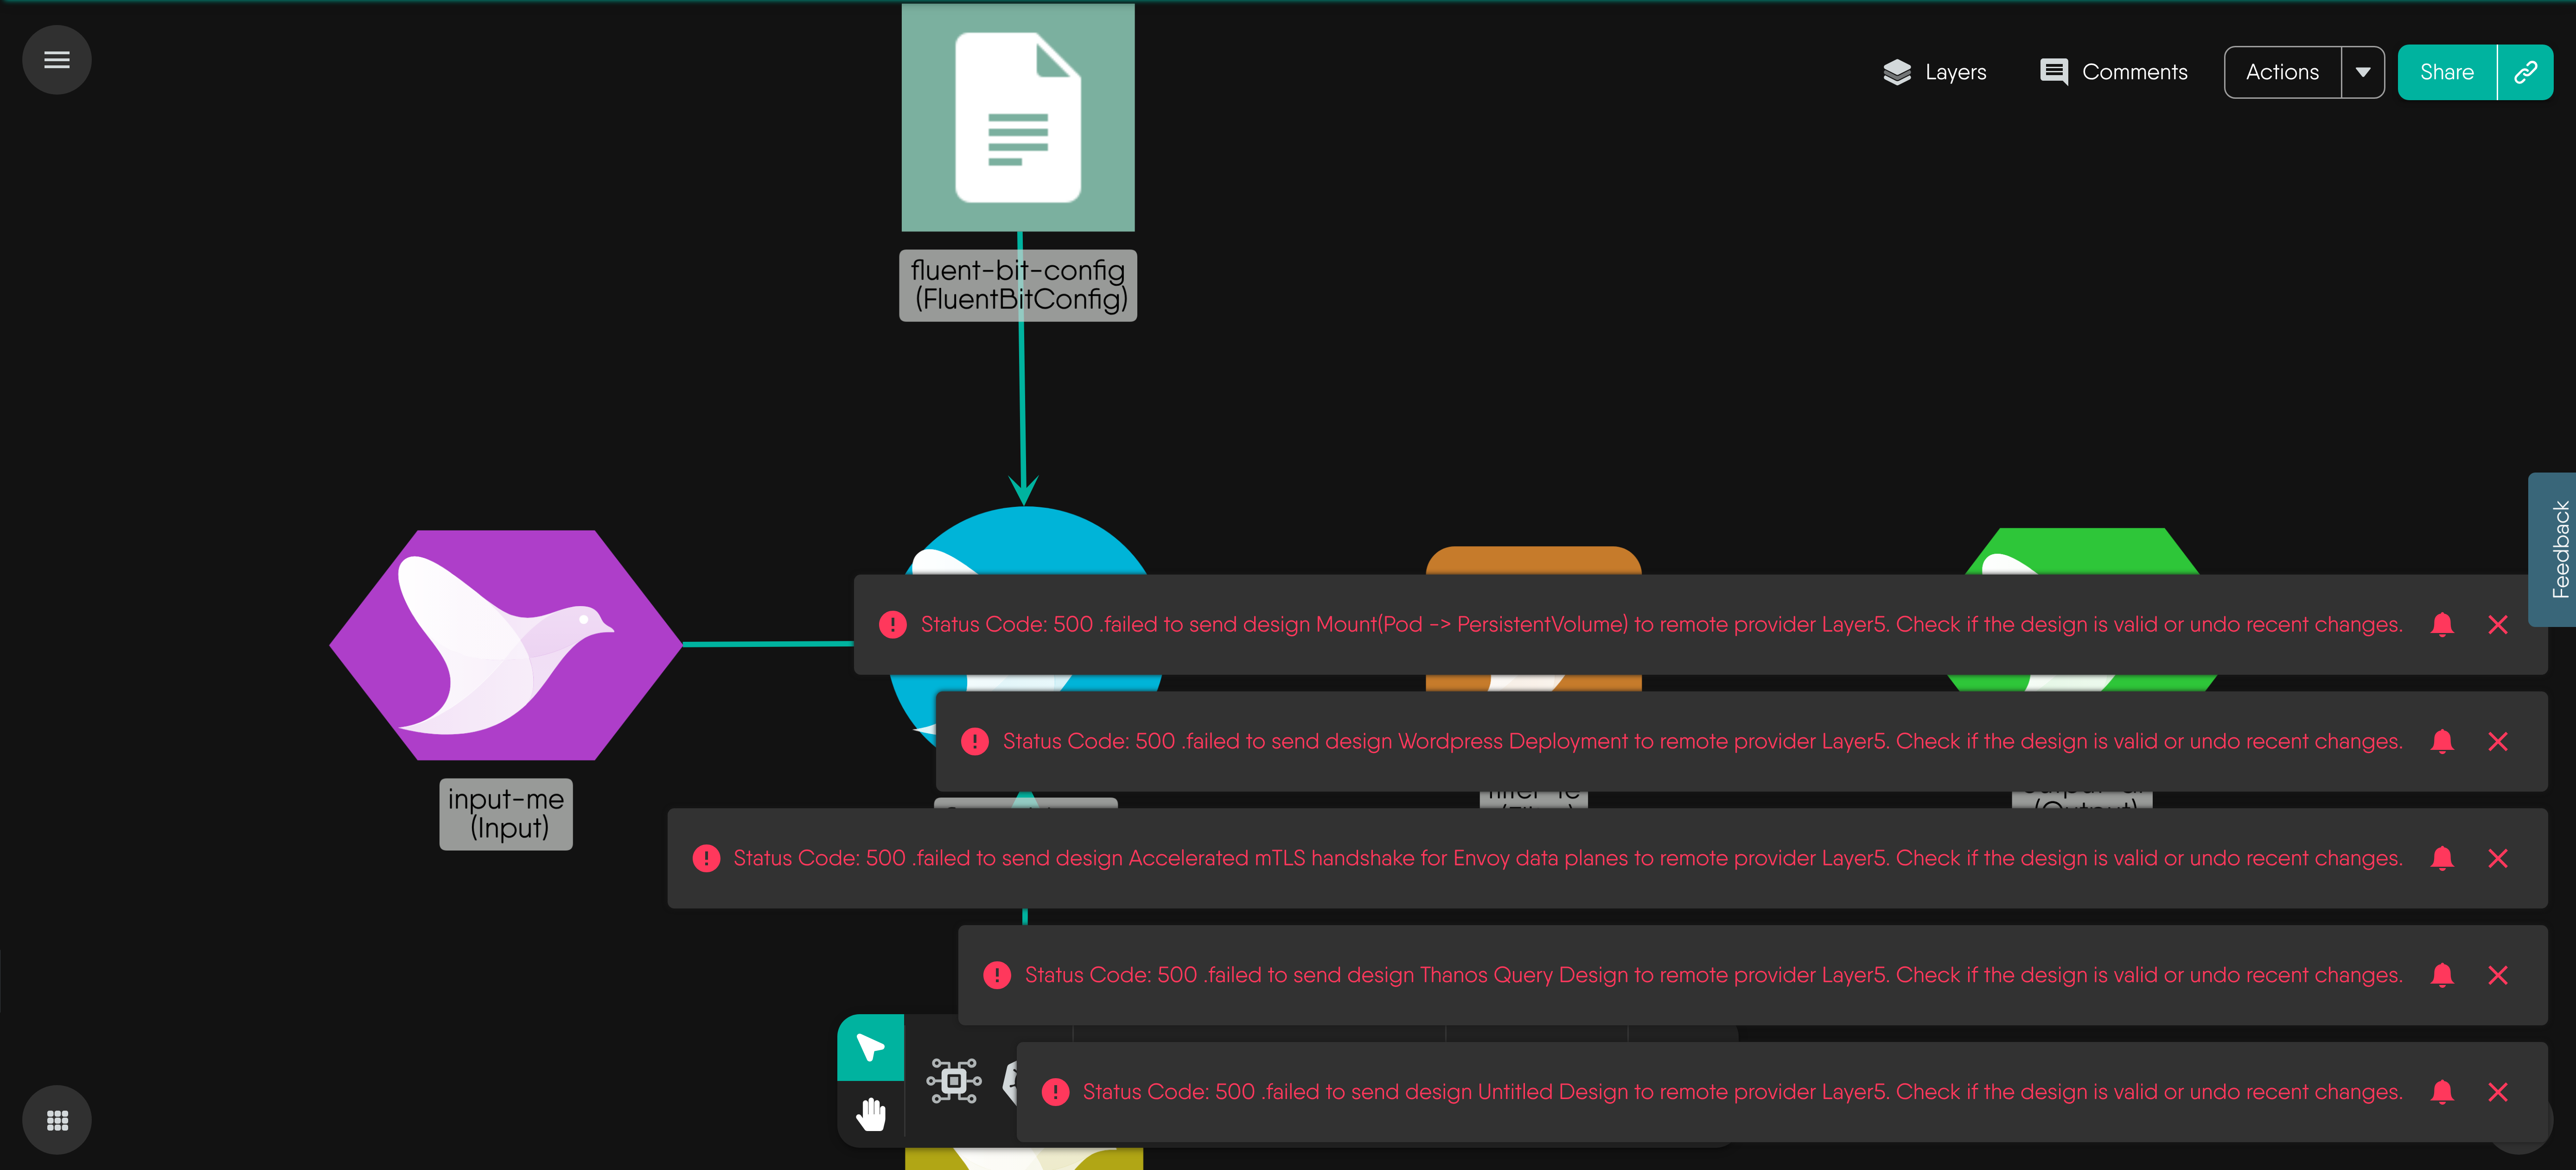 Layers
Comments
Actions
Share
fluent-bit-config
(FluentBitConfig)
Feedback
Status Code: 500 .failed to send design Mount(Pod -> PersistentVolume) to remote provider Layer5. Check if the design is valid or undo recent changes.
Status Code: 500 .failed to send design Wordpress Deployment to remote provider Layer5. Check if the design is valid or undo recent changes.
input-me
(Input)
Status Code: 500 .failed to send design Accelerated mTLS handshake for Envoy data planes to remote provider Layer5. Check if the design is valid or undo recent changes.
Status Code: 500 .failed to send design Thanos Query Design to remote provider Layer5. Check if the design is valid or undo recent changes.
Status Code: 500 .failed to send design Untitled Design to remote provider Layer5. Check if the design is valid or undo recent changes.